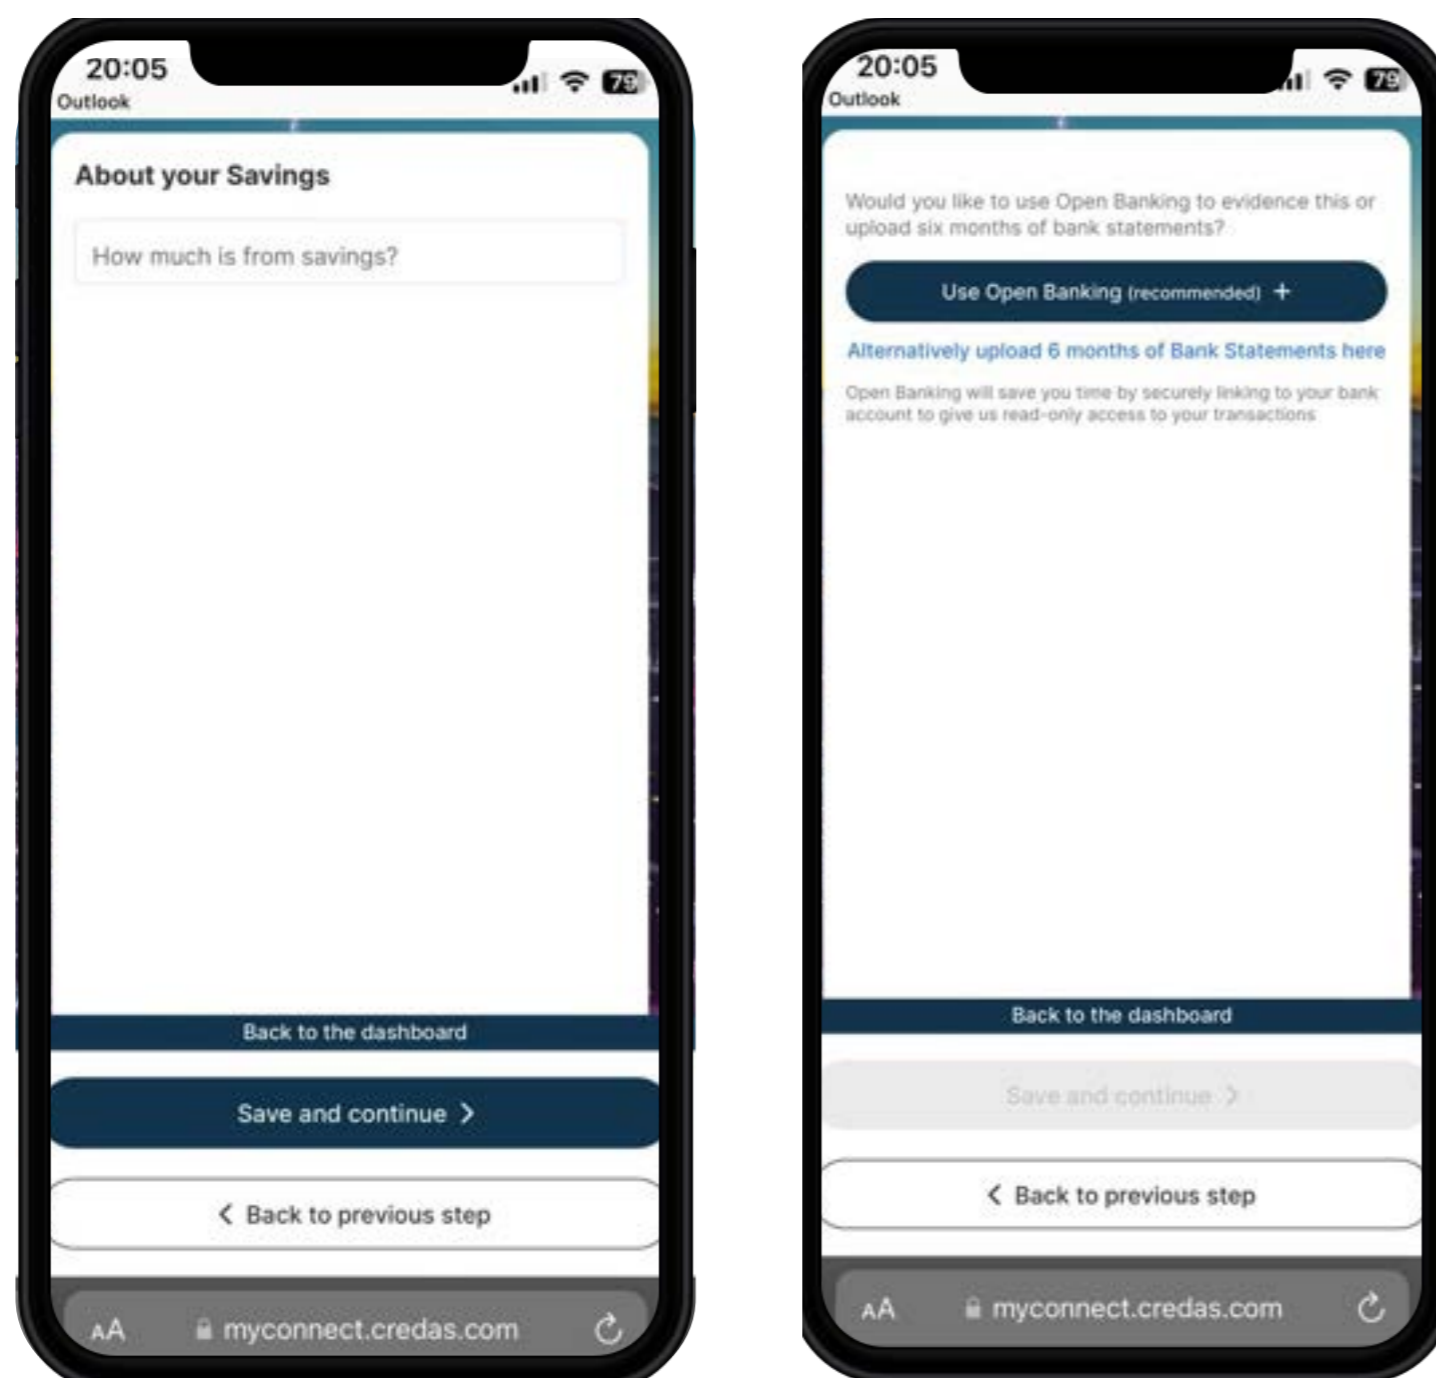 20:05
79
Outlook
About your Savings
How much is from savings?
Back to the dashboard
Save and continue >
< Back to previous step
AA
myconnect.credas.com
20:05
79
Outlook
Would you like to use Open Banking to evidence this or
upload six months of bank statements?
Use Open Banking (recommended) +
Alternatively upload 6 months of Bank Statements here
Open Banking will save you time by securely linking to your bank
account to give us read-only access to your transactions
Back to the dashboard
Save and continue >
< Back to previous step
AA
myconnect.credas.com